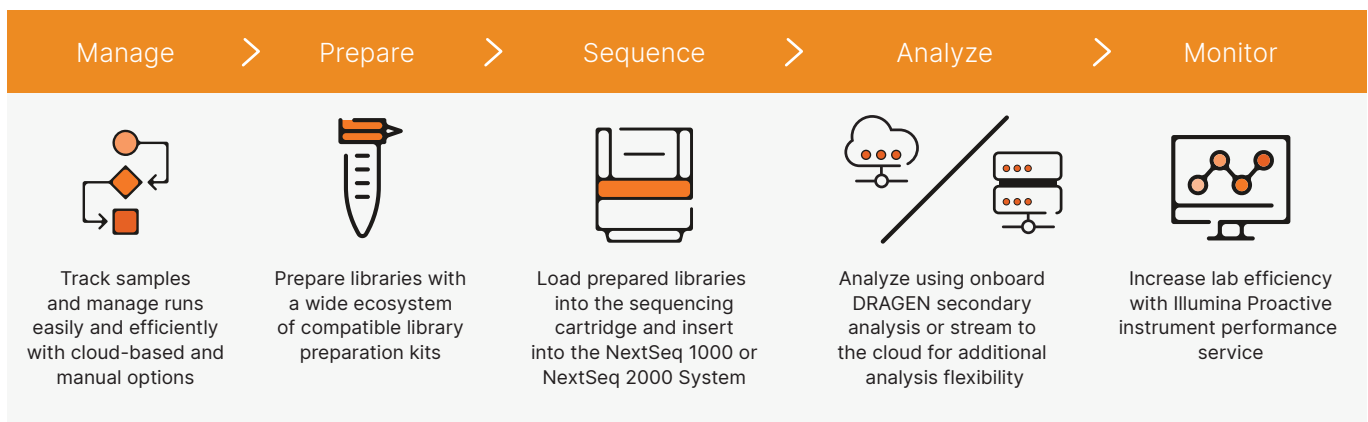 Manage
Prepare
Sequence
Analyze
Monitor
Track samples
and manage runs
easily and efficiently
with cloud-based and
manual options
Prepare libraries with
a wide ecosystem
of compatible library
preparation kits
Load prepared libraries
into the sequencing
cartridge and insert
into the NextSeq 1000 or
NextSeq 2000 System
Analyze using onboard
DRAGEN secondary
analysis or stream to
the cloud for additional
analysis flexibility
Increase lab efficiency
with Illumina Proactive
instrument performance
service